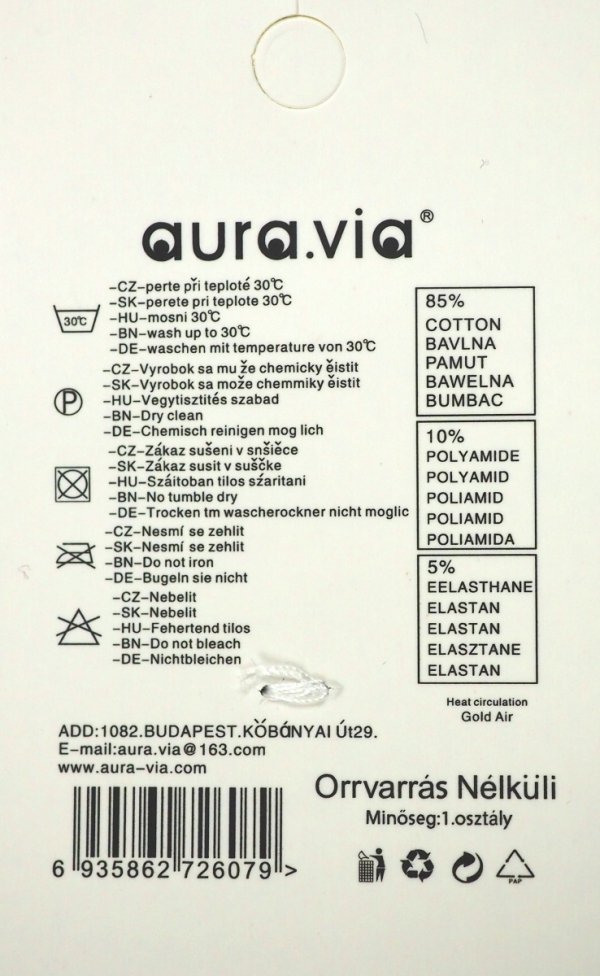 aura.via®
30℃
-CZ-perte při teploté 30℃
-SK-perete pri teplote 30℃
-HU-mosni 30℃
-BN-wash up to 30℃
-DE-waschen mit temperature von 30℃
P
-CZ-Vyrobok sa mu že chemicky ěistit
-SK-Vyrobok sa može chemmiky ěistit
-HU-Vegytisztités szabad
-BN-Dry clean
-DE-Chemisch reinigen mog lich
-CZ-Zákaz sušeni v snšièce
-SK-Zákaz susit v suščke
-HU-Száitoban tilos szaritani
-BN-No tumble dry
-DE-Trocken tm wascherockner nicht moglic
-CZ-Nesmí se zehlit
-SK-Nesmí se zehlit
-BN-Do not iron
-DE-Bugeln sie nicht
-CZ-Nebelit
-SK-Nebelit
-HU-Fehertend tilos
-BN-Do not bleach
-DE-Nichtbleichen
85%
COTTON
BAVLNA
PAMUT
BAWELNA
BUMBAC
10%
POLYAMIDE
POLYAMID
POLIAMID
POLIAMID
POLIAMIDA
5%
EELASTHANE
ELASTAN
ELASTAN
ELASZTANE
ELASTAN
Heat circulation
Gold Air
ADD:1082.BUDAPEST.KŐBÁNYAI Út29.
E-mail:aura.via@163.com
www.aura-via.com
Orrvarrás Nélküli
Minőseg:1.osztály
6 935862 726079 >
PAP